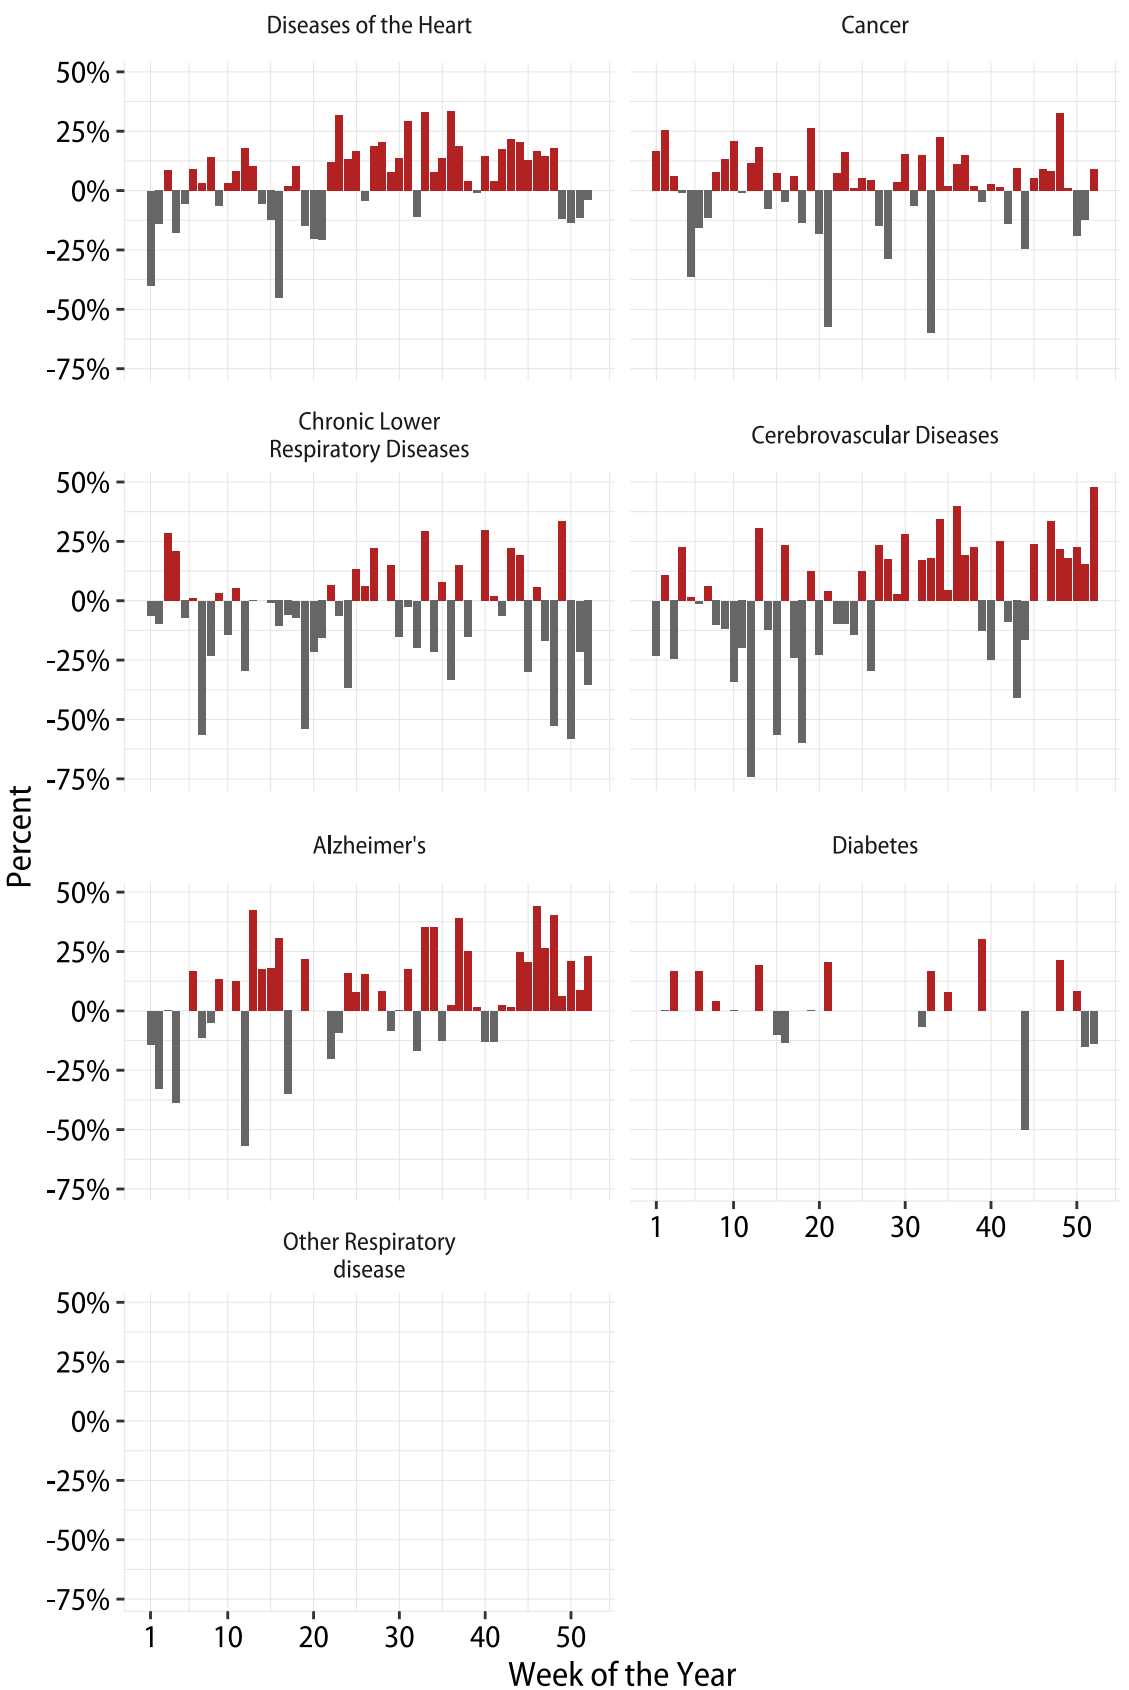 Diseases of the Heart
Cancer
50%
25%
0%
-25%
-50%
-75%
Chronic Lower
Respiratory Diseases
Cerebrovascular Diseases
50%
25%
0%
-25%
-50%
-75%
Percent
Alzheimer's
Diabetes
50%
25%
0%
-25%
-50%
-75%
1 10 20 30 40 50
Other Respiratory
disease
50%
25%
0%
-25%
-50%
-75%
1 10 20 30 40 50
Week of the Year